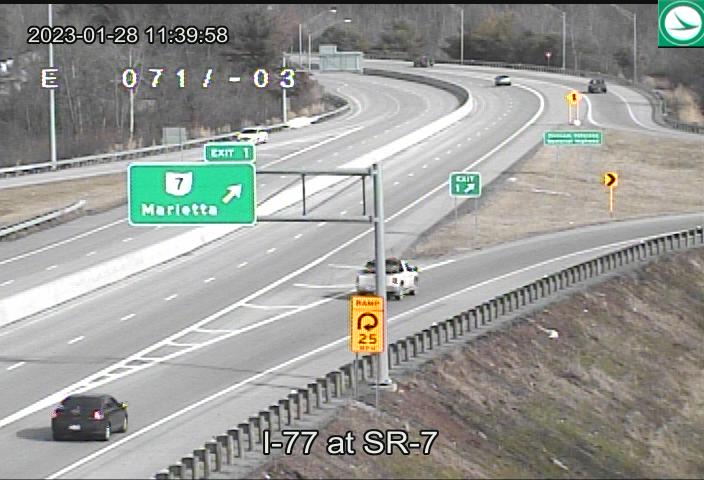 2023-01-28 11:39:58
E 071/-03
EXIT 1
7
Marietta
EXIT
1
RAMP
25
MPH
I-77 at SR-7